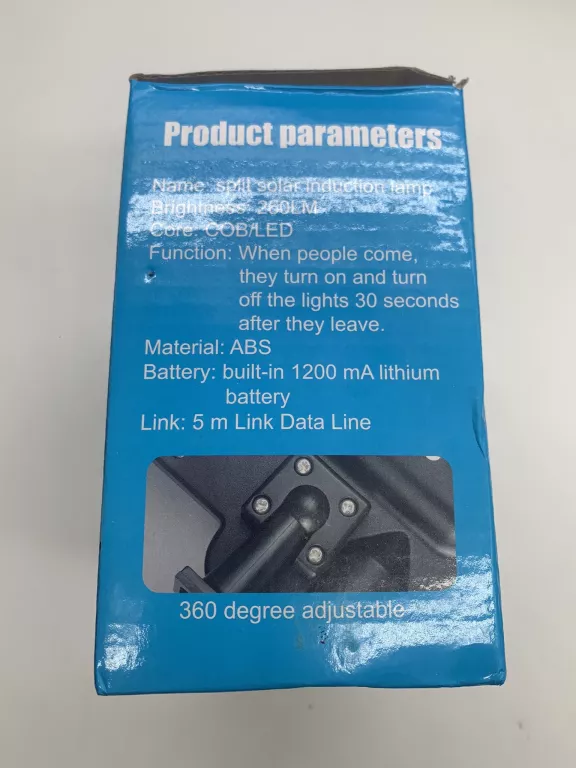 Product parameters
Name: split solar induction lamp
Brightness: 260LM
Core: COB/LED
Function: When people come,
they turn on and turn
off the lights 30 seconds
after they leave.
Material: ABS
Battery: built-in 1200 mA lithium
battery
Link: 5 m Link Data Line
360 degree adjustable